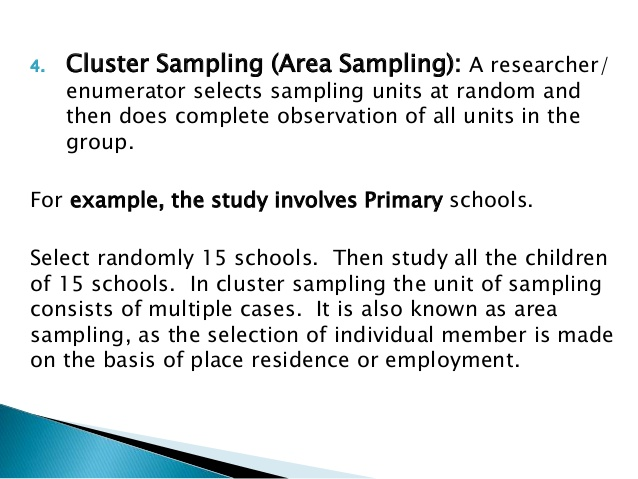 4. Cluster Sampling (Area Sampling): A researcher/
enumerator selects sampling units at random and
then does complete observation of all units in the
group.
For example, the study involves Primary schools.
Select randomly 15 schools. Then study all the children
of 15 schools. In cluster sampling the unit of sampling
consists of multiple cases. It is also known as area
sampling, as the selection of individual member is made
on the basis of place residence or employment.